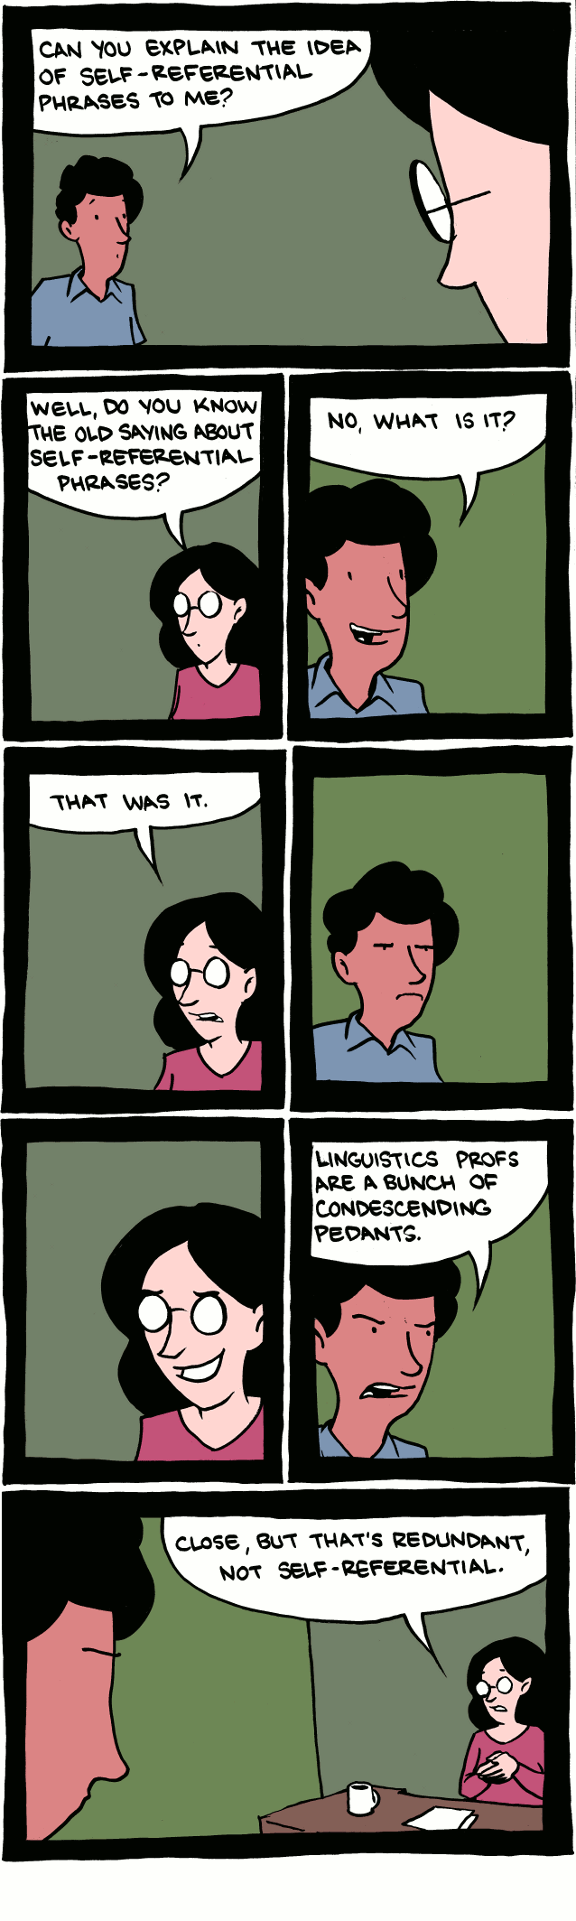 CAN YOU EXPLAIN THE IDEA
OF SELF-REFERENTIAL
PHRASES TO ME?
WELL, DO YOU KNOW
THE OLD SAYING ABOUT
SELF-REFERENTIAL
PHRASES?
NO, WHAT IS IT?
THAT WAS IT.
LINGUISTICS PROFS
ARE A BUNCH OF
CONDESCENDING
PEDANTS.
CLOSE, BUT THAT'S REDUNDANT,
NOT SELF-REFERENTIAL.